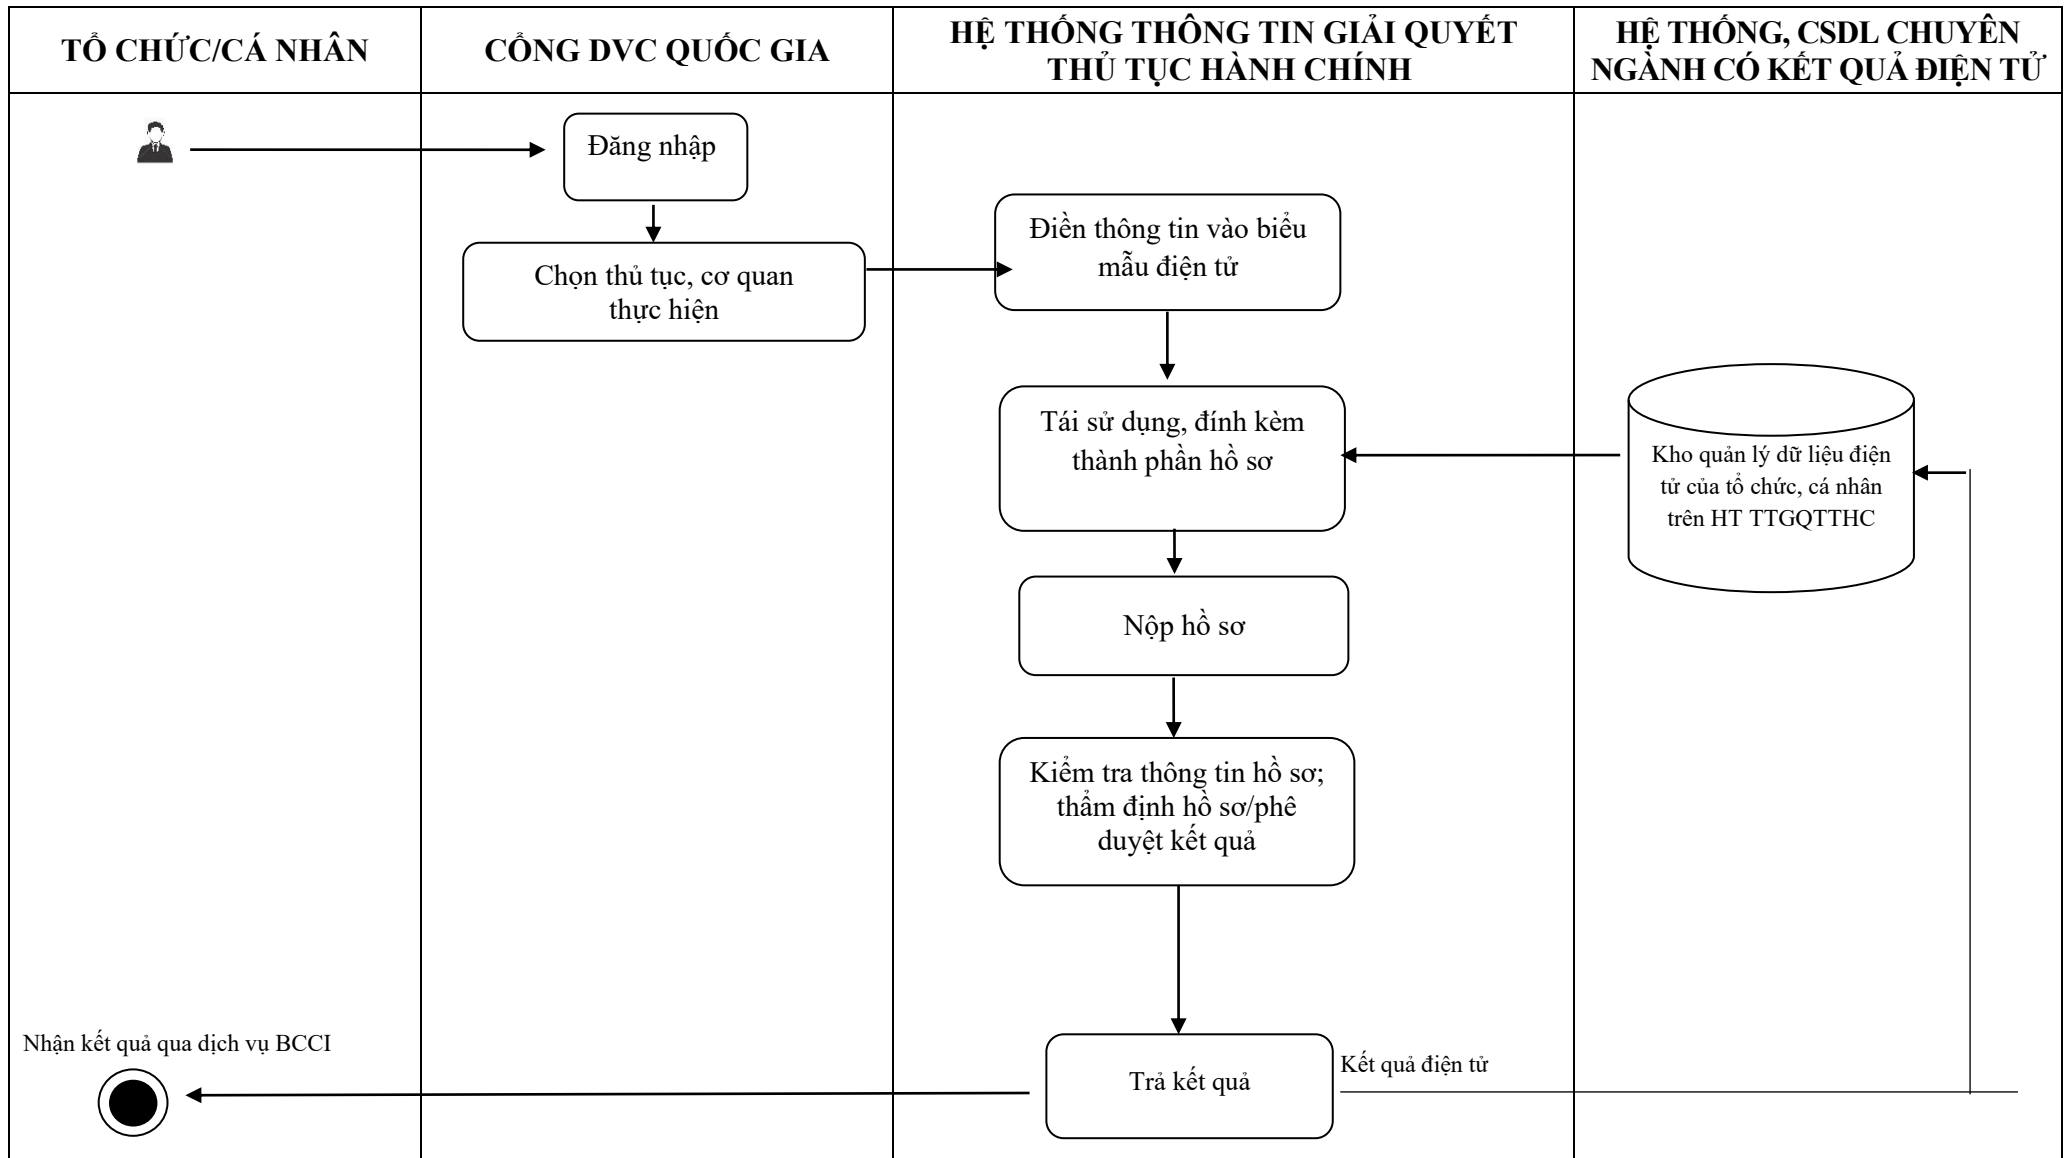 TỔ CHỨC/CÁ NHÂN
CỔNG DVC QUỐC GIA
HỆ THỐNG THÔNG TIN GIẢI QUYẾT
THỦ TỤC HÀNH CHÍNH
HỆ THỐNG, CSDL CHUYÊN
NGÀNH CÓ KẾT QUẢ ĐIỆN TỬ
Đăng nhập
Chọn thủ tục, cơ quan
thực hiện
Điền thông tin vào biểu
mẫu điện tử
Tái sử dụng, đính kèm
thành phần hồ sơ
Kho quản lý dữ liệu điện
tử của tổ chức, cá nhân
trên HT TTGQTTHC
Nộp hồ sơ
Kiểm tra thông tin hồ sơ;
thẩm định hồ sơ/phê
duyệt kết quả
Nhận kết quả qua dịch vụ BCCI
Trả kết quả
Kết quả điện tử